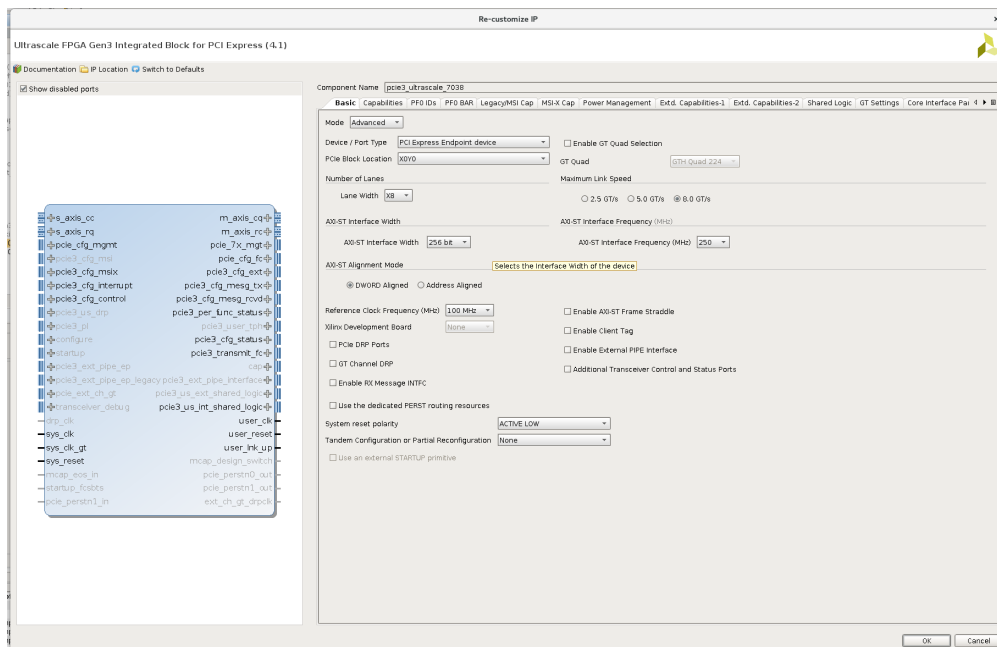 Re-customize IP
Ultrascale FPGA Gen3 Integrated Block for PCI Express (4.1)
Documentation IP Location Switch to Defaults
Show disabled ports
s_axis_cc m_axis_cq
s_axis_rq m_axis_rc
pcie_cfg_mgmt pcie_7x_mgt
pcie3_cfg_msi pcie_cfg_fc
pcie3_cfg_msix pcie3_cfg_ext
pcie3_cfg_interrupt pcie3_cfg_mesg_tx
pcie3_cfg_control pcie3_cfg_mesg_rcvd
pcie3_us_drp pcie3_per_func_status
pcie3_pl pcie3_user_tph
configure pcie3_cfg_status
startup pcie3_transmit_fc
pcie3_ext_pipe_ep cap
pcie3_ext_pipe_ep_legacy pcie3_ext_pipe_interface
pcie_ext_ch_gt pcie3_us_ext_shared_logic
transceiver_debug pcie3_us_int_shared_logic
drp_clk user_clk
sys_clk user_reset
sys_clk_gt user_lnk_up
sys_reset mcap_design_switch
mcap_eos_in pcie_perstn0_out
startup_fcsbts pcie_perstn1_out
pcie_perstn1_in ext_ch_gt_drpclk
Component Name pcie3_ultrascale_7038
Basic Capabilities PF0 IDs PF0 BAR Legacy/MSI Cap MSI-X Cap Power Management Extd. Capabilities-1 Extd. Capabilities-2 Shared Logic GT Settings Core Interface Par
Mode Advanced
Device / Port Type PCI Express Endpoint device Enable GT Quad Selection
PCIe Block Location X0Y0 GT Quad GTH Quad 224
Number of Lanes Maximum Link Speed
Lane Width X8 2.5 GT/s 5.0 GT/s 8.0 GT/s
AXI-ST Interface Width AXI-ST Interface Frequency (MHz)
AXI-ST Interface Width 256 bit AXI-ST Interface Frequency (MHz) 250
AXI-ST Alignment Mode Selects the Interface Width of the device
DWORD Aligned Address Aligned
Reference Clock Frequency (MHz) 100 MHz Enable AXI-ST Frame Straddle
Xilinx Development Board None Enable Client Tag
PCIe DRP Ports Enable External PIPE Interface
GT Channel DRP Additional Transceiver Control and Status Ports
Enable RX Message INTFC
Use the dedicated PERST routing resources
System reset polarity ACTIVE LOW
Tandem Configuration or Partial Reconfiguration None
Use an external STARTUP primitive
OK Cancel